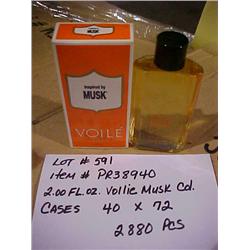 Inspired by
MUSK
VOILÉ
LOT # 591
Item # PR38940
2.00 FL. OZ. Vollie Musk Col.
CASES 40 X 72
2880 PCS